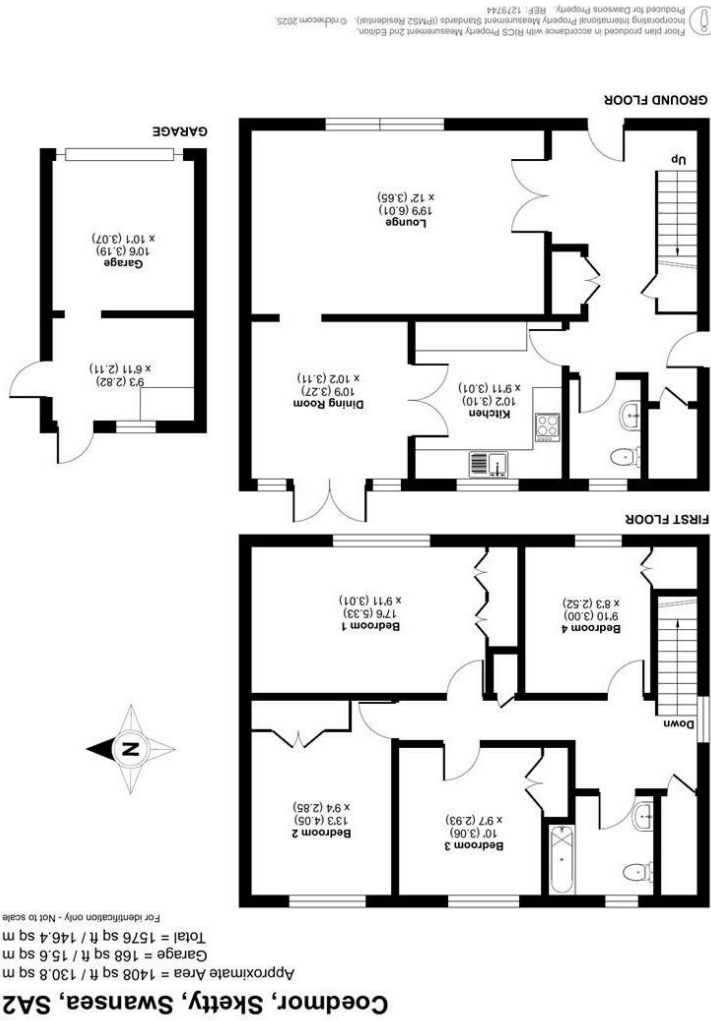 Coedmor, Sketty, Swansea, SA2
Approximate Area = 1408 sq ft / 130.8 sq m
Garage = 168 sq ft / 15.6 sq m
Total = 1576 sq ft / 146.4 sq m
For identification only - Not to scale
N
Bedroom 3
10' (3.06)
x 9'7 (2.93)
Bedroom 2
13'3 (4.05)
x 9'4 (2.85)
Down
Bedroom 4
9'10 (3.00)
x 8'3 (2.52)
Bedroom 1
17'6 (5.33)
x 9'11 (3.01)
FIRST FLOOR
Kitchen
10'2 (3.10)
x 9'11 (3.01)
Dining Room
10'9 (3.27)
x 10'2 (3.11)
9'3 (2.82)
x 6'11 (2.11)
Lounge
19'9 (6.01)
x 12' (3.65)
Garage
10'6 (3.19)
x 10'1 (3.07)
Up
GROUND FLOOR
GARAGE
Floor plan produced in accordance with RICS Property Measurement 2nd Edition,
Incorporating International Property Measurement Standards (IPMS2 Residential). © nichecom 2025.
Produced for Dawsons Property. REF: 1279744